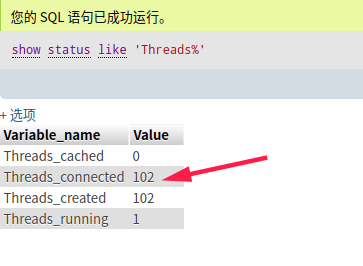 您的 SQL 语句已成功运行。
show status like 'Threads%'
+ 选项
Variable_name Value
Threads_cached 0
Threads_connected 102
Threads_created 102
Threads_running 1